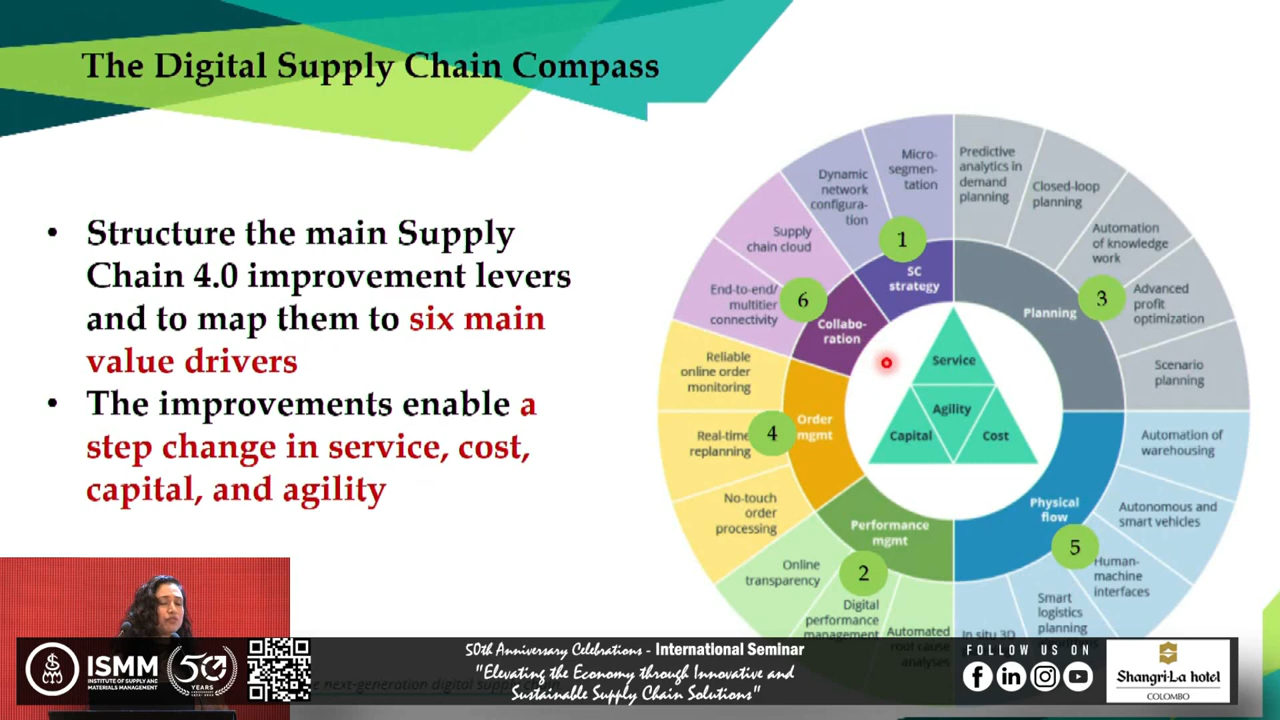 The Digital Supply Chain Compass
• Structure the main Supply
Chain 4.0 improvement levers
and to map them to six main
value drivers
• The improvements enable a
step change in service, cost,
capital, and agility
Micro-
segmen-
tation
Dynamic
network
configura-
tion
1
SC
strategy
Predictive
analytics in
demand
planning
Closed-loop
planning
Automation
of knowledge
work
Advanced
profit
optimization
Scenario
planning
3
Planning
Supply
chain cloud
End-to-end/
multitier
connectivity
6
Collabo-
ration
Reliable
online order
monitoring
Real-time
replanning
No-touch
order
processing
4
Order
mgmt
Service
Agility
Capital
Cost
Automation of
warehousing
Autonomous and
smart vehicles
Human-
machine
interfaces
Smart
logistics
planning
In situ 3D
5
Physical
flow
Performance
mgmt
2
Online
transparency
Digital
performance
management
Automated
root cause
analyses
next-generation digital supply
ISMM
INSTITUTE OF SUPPLY AND
MATERIALS MANAGEMENT
50
YEARS
50th Anniversary Celebrations - International Seminar
"Elevating the Economy through Innovative and
Sustainable Supply Chain Solutions"
FOLLOW US ON
Shangri-La hotel
COLOMBO